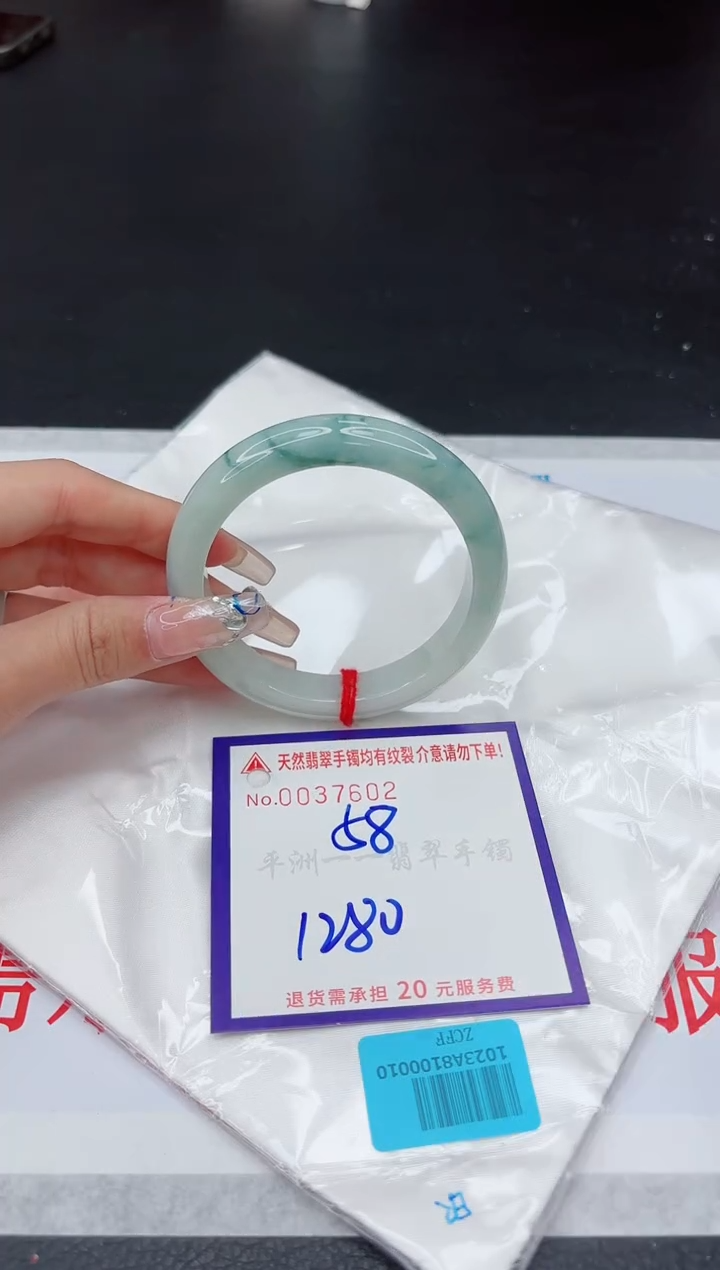 天然翡翠手镯均有纹裂介意请勿下单!
No.0037602
58
平洲一一翡翠手镯
1280
退货需承担 20 元服务费
1023A8100010
ZCFP
服